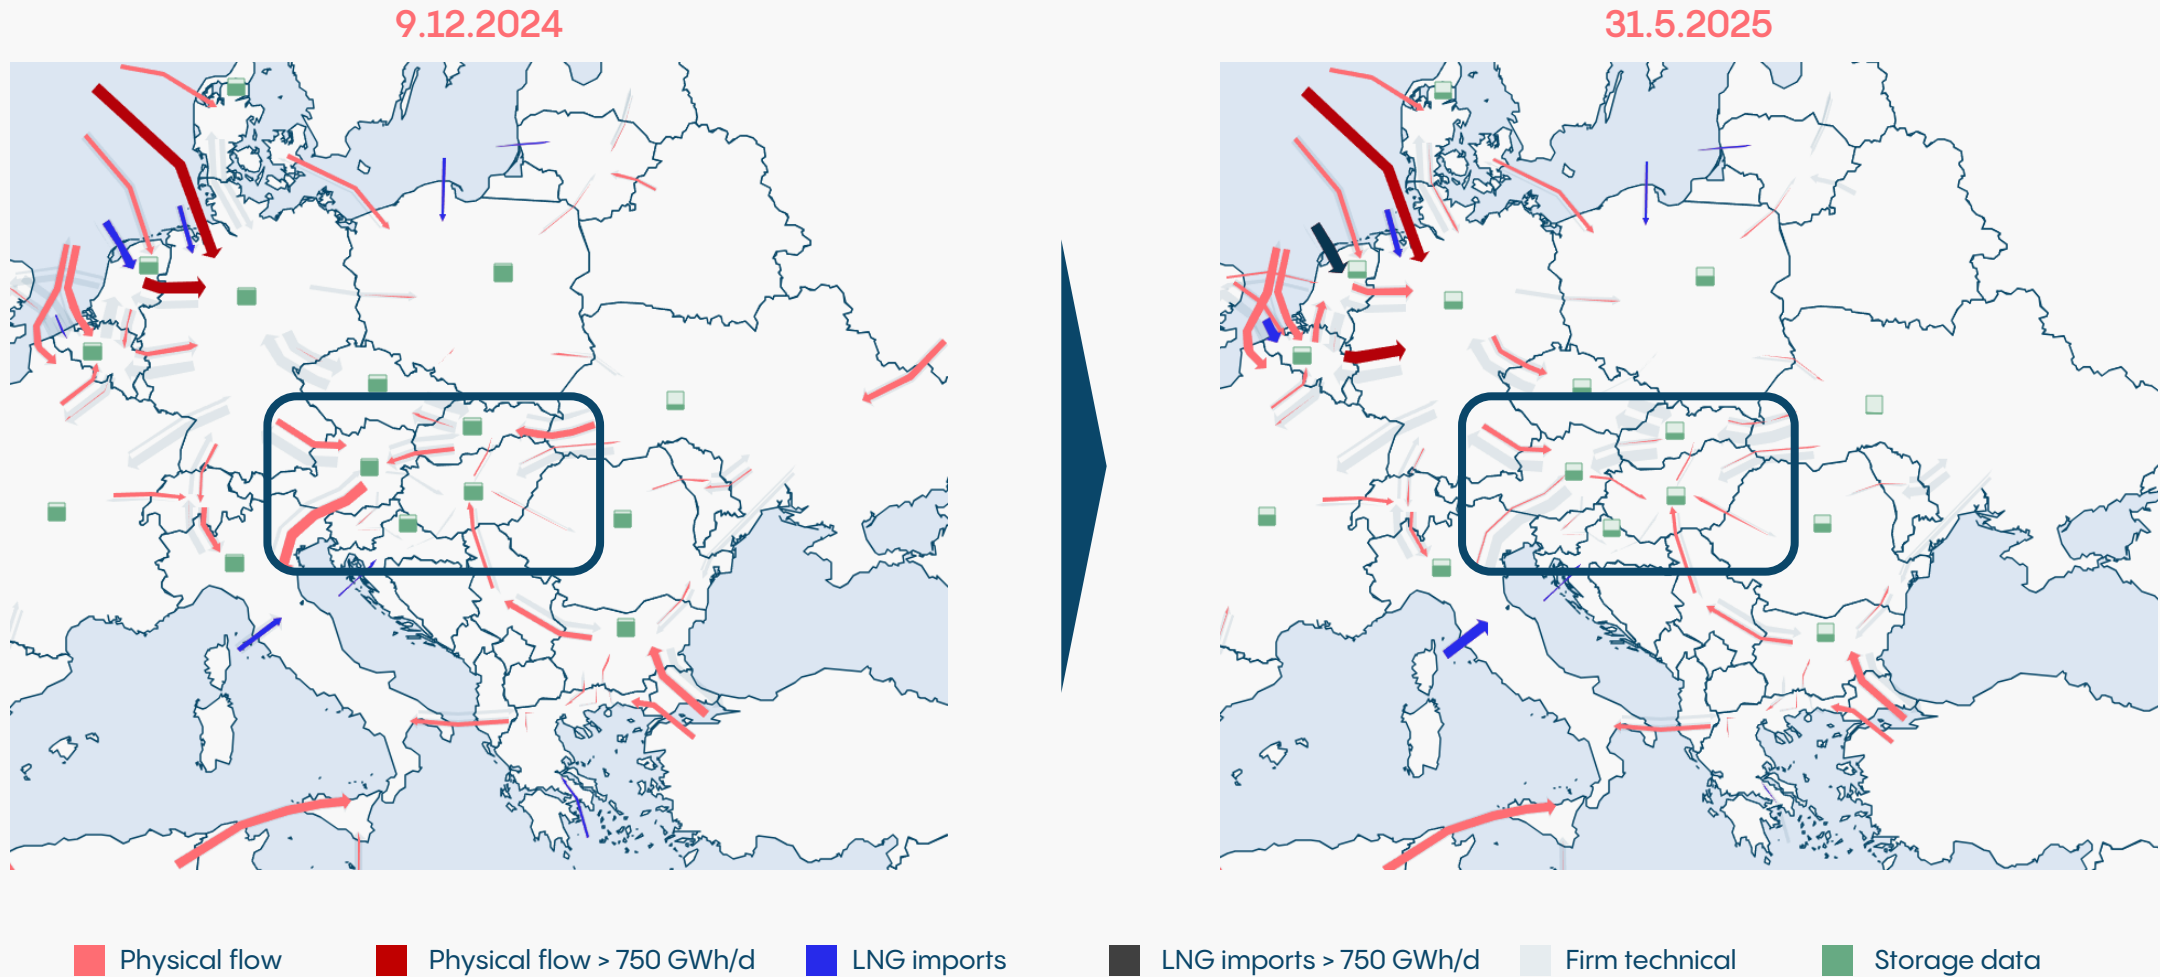 9.12.2024
31.5.2025
Physical flow
Physical flow > 750 GWh/d
LNG imports
LNG imports > 750 GWh/d
Firm technical
Storage data